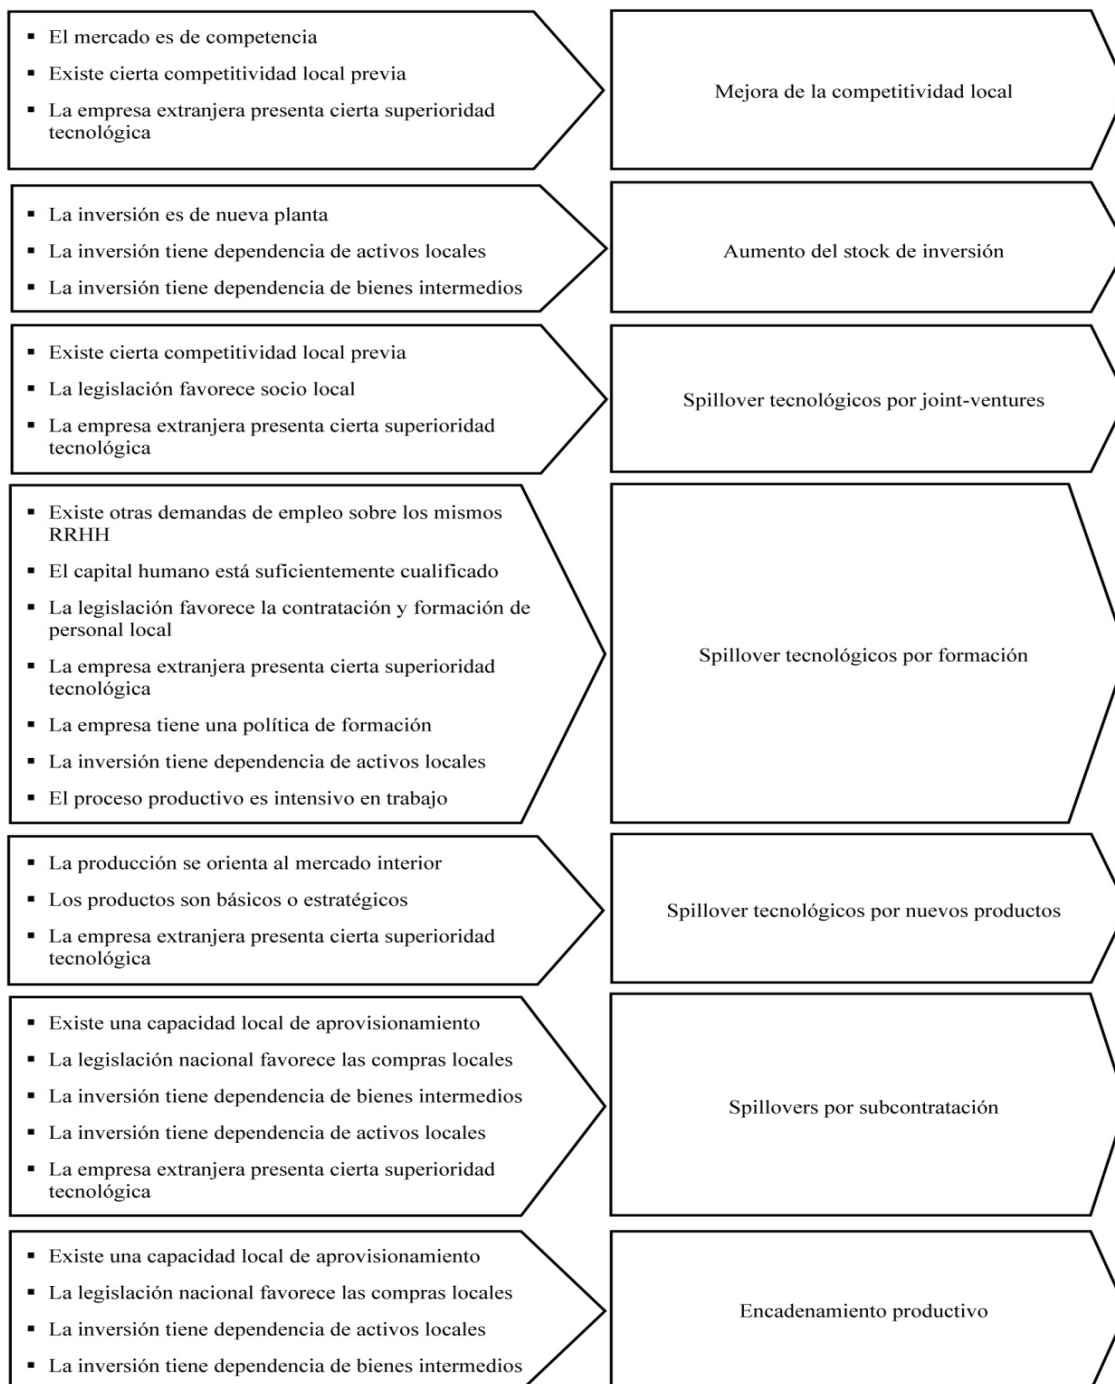 ▪ El mercado es de competencia
▪ Existe cierta competitividad local previa
▪ La empresa extranjera presenta cierta superioridad
tecnológica
Mejora de la competitividad local
▪ La inversión es de nueva planta
▪ La inversión tiene dependencia de activos locales
▪ La inversión tiene dependencia de bienes intermedios
Aumento del stock de inversión
▪ Existe cierta competitividad local previa
▪ La legislación favorece socio local
▪ La empresa extranjera presenta cierta superioridad
tecnológica
Spillover tecnológicos por joint-ventures
▪ Existe otras demandas de empleo sobre los mismos
RRHH
▪ El capital humano está suficientemente cualificado
▪ La legislación favorece la contratación y formación de
personal local
▪ La empresa extranjera presenta cierta superioridad
tecnológica
▪ La empresa tiene una política de formación
▪ La inversión tiene dependencia de activos locales
▪ El proceso productivo es intensivo en trabajo
Spillover tecnológicos por formación
▪ La producción se orienta al mercado interior
▪ Los productos son básicos o estratégicos
▪ La empresa extranjera presenta cierta superioridad
tecnológica
Spillover tecnológicos por nuevos productos
▪ Existe una capacidad local de aprovisionamiento
▪ La legislación nacional favorece las compras locales
▪ La inversión tiene dependencia de bienes intermedios
▪ La inversión tiene dependencia de activos locales
▪ La empresa extranjera presenta cierta superioridad
tecnológica
Spillovers por subcontratación
▪ Existe una capacidad local de aprovisionamiento
▪ La legislación nacional favorece las compras locales
▪ La inversión tiene dependencia de activos locales
▪ La inversión tiene dependencia de bienes intermedios
Encadenamiento productivo